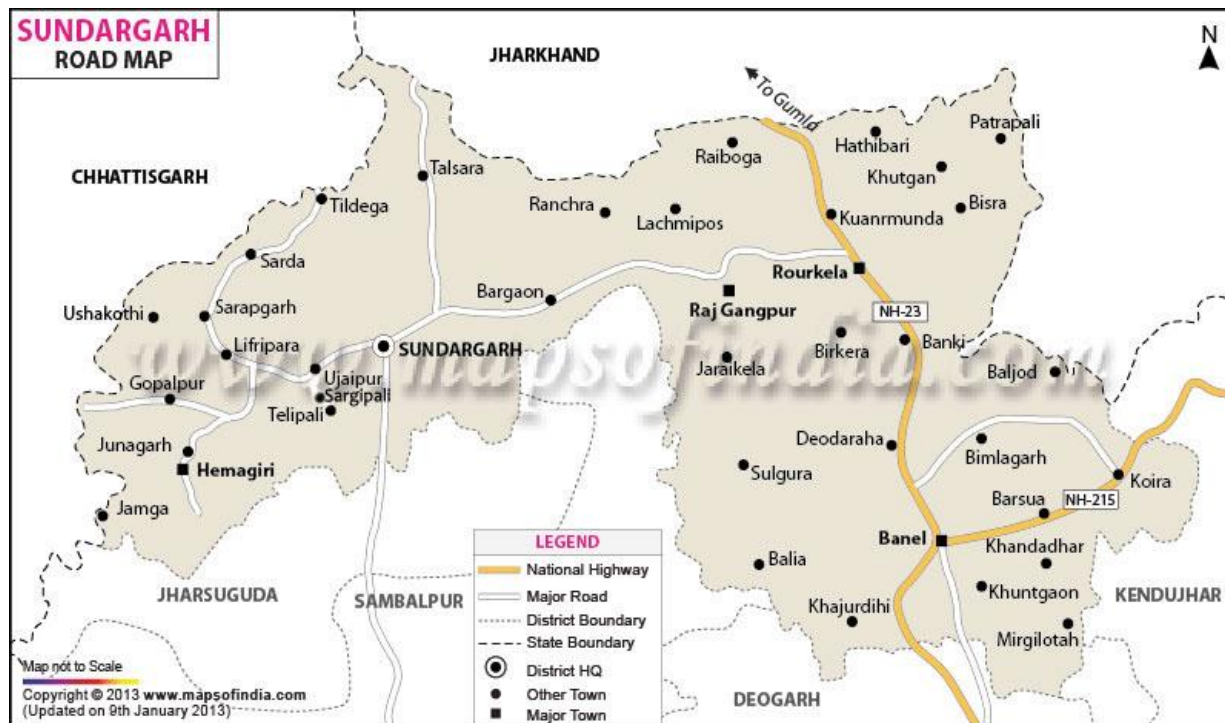 SUNDARGARH
ROAD MAP
N
JHARKHAND
To Gumla
Patrapali
Hathibari
Raiboga
Khutgan
CHHATTISGARH
Talsara
Tildega
Ranchra
Lachmipos
Kuanrmunda
Bisra
Sarda
Rourkela
Bargaon
Raj Gangpur
Ushakothi
Sarapgarh
NH-23
Lifripara
SUNDARGARH
Birkera
Banki
www.mapsofindia.com
Jaraikela
Baljod
Gopalpur
Ujaipur
Sargipali
Telipali
Junagarh
Deodaraha
Bimlagarh
Hemagiri
Sulgura
Koira
Jamga
Barsua
NH-215
Banel
Khandadhar
Balia
JHARSUGUDA
SAMBALPUR
Khuntgaon
KENDUJHAR
Khajurdihi
Mirgilotah
DEOGARH
LEGEND
National Highway
Major Road
District Boundary
State Boundary
District HQ
Other Town
Major Town
Map not to Scale
Copyright © 2013 www.mapsofindia.com
(Updated on 9th January 2013)